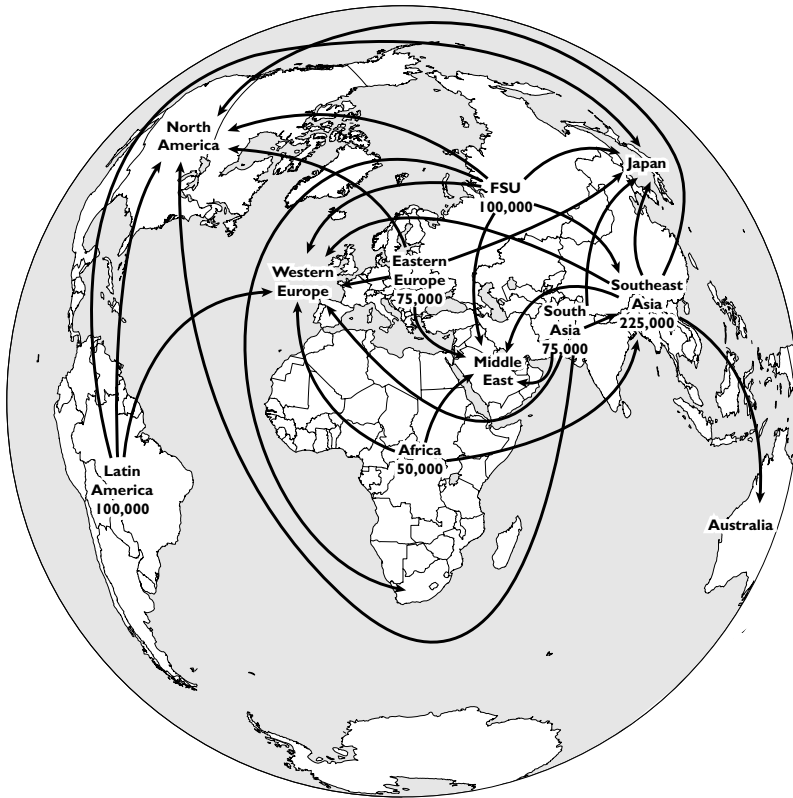 North
America
Japan
FSU
100,000
Western
Europe
Eastern
Europe
75,000
Southeast
Asia
225,000
South
Asia
75,000
Middle
East
Africa
50,000
Latin
America
100,000
Australia